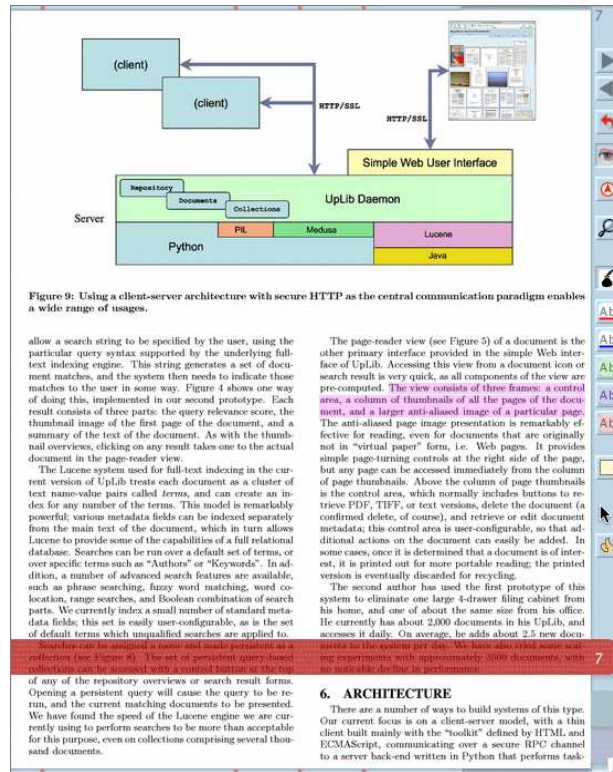 7
(client)
(client)
HTTP/SSL
HTTP/SSL
Simple Web User Interface
Repository
Documents
Collections
UpLib Daemon
Server
PIL
Medusa
Lucene
Python
Java
Figure 9: Using a client-server architecture with secure HTTP as the central communication paradigm enables
a wide range of usages.
allow a search string to be specified by the user, using the
particular query syntax supported by the underlying full-
text indexing engine. This string generates a set of doc-
ument matches, and the system then needs to indicate those
matches to the user in some way. Figure 4 shows one way
of doing this, implemented in our second prototype. Each
result consists of three parts: the query relevance score, the
thumbnail image of the first page of the document, and a
summary of the text of the document. As with the thumb-
nail overviews, clicking on any result takes one to the actual
document in the page-reader view.
The Lucene system used for full-text indexing in the cur-
rent version of UpLib treats each document as a cluster of
text name-value pairs called terms, and can create an in-
dex for any number of the terms. This model is remarkably
powerful; various metadata fields can be indexed separately
from the main text of the document, which in turn allows
Lucene to provide some of the capabilities of a full relational
database. Searches can be run over a default set of terms, or
over specific terms such as “Authors” or “Keywords”. In ad-
dition, a number of advanced search features are available,
such as phrase searching, fuzzy word matching, word co-
location, range searches, and Boolean combination of search
parts. We currently index a small number of standard meta-
data fields; this set is easily user-configurable, as is the set
of default terms which unqualified searches are applied to.
Searches can be assigned a name and made persistent as a
collection (see Figure 8). The set of persistent query-based
collections can be accessed with a control button at the top
of any of the repository overviews or search result forms.
Opening a persistent query will cause the query to be re-
run, and the current matching documents to be presented.
We have found the speed of the Lucene engine we are cur-
rently using to perform searches to be more than acceptable
for this purpose, even on collections comprising several thou-
sand documents.
The page-reader view (see Figure 5) of a document is the
other primary interface provided in the simple Web inter-
face of UpLib. Accessing this view from a document icon or
search result is very quick, as all components of the view are
pre-computed. The view consists of three frames: a control
area, a column of thumbnails of all the pages of the docu-
ment, and a larger anti-aliased image of a particular page.
The anti-aliased page image presentation is remarkably ef-
fective for reading, even for documents that are originally
not in “virtual paper” form, i.e. Web pages. It provides
simple page-turning controls at the right side of the page,
but any page can be accessed immediately from the column
of page thumbnails. Above the column of page thumbnails
is the control area, which normally includes buttons to re-
trieve PDF, TIFF, or text versions, delete the document (a
confirmed delete, of course), and retrieve or edit document
metadata; this control area is user-configurable, so that ad-
ditional actions on the document can easily be added. In
some cases, once it is determined that a document is of inter-
est, it is printed out for more portable reading; the printed
version is eventually discarded for recycling.
The second author has used the first prototype of this
system to eliminate one large 4-drawer filing cabinet from
his home, and one of about the same size from his office.
He currently has about 2,000 documents in his UpLib, and
accesses it daily. On average, he adds about 2.5 new docu-
ments to the system per day. We have also tried some scal-
ing experiments with approximately 3500 documents, with
no noticeable decline in performance.
6. ARCHITECTURE
There are a number of ways to build systems of this type.
Our current focus is on a client-server model, with a thin
client built mainly with the “toolkit” defined by HTML and
ECMAScript, communicating over a secure RPC channel
to a server back-end written in Python that performs task-
Ab
Ab
Ab
Ab
Ab
7